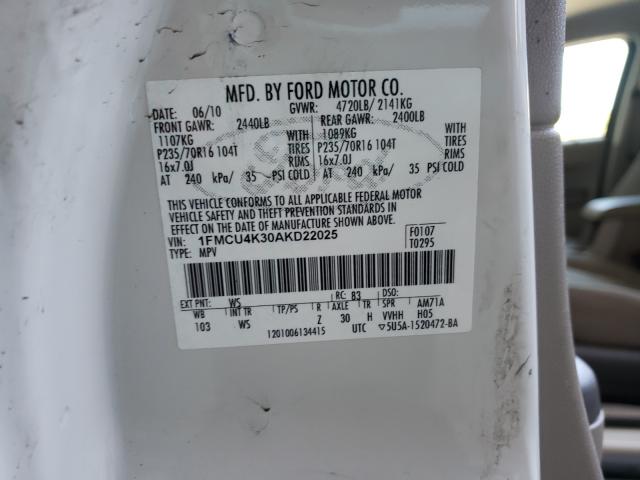 MFD. BY FORD MOTOR CO.
DATE: 06/10 GVWR: 4720LB/ 2141KG
FRONT GAWR: 2440LB REAR GAWR: 2400LB
1107KG WITH 1089KG WITH
P235/70R16 104T TIRES P235/70R16 104T TIRES
16x7.0J RIMS 16x7.0J RIMS
AT 240 kPa/ 35 PSI COLD AT 240 kPa/ 35 PSI COLD
THIS VEHICLE CONFORMS TO ALL APPLICABLE FEDERAL MOTOR
VEHICLE SAFETY AND THEFT PREVENTION STANDARDS IN
EFFECT ON THE DATE OF MANUFACTURE SHOWN ABOVE.
VIN: 1FMCU4K30AKD22025 F0107
TYPE: MPV T0295
EXT PNT: WS RC: 83 DSO:
WB INT TR TP/PS R AXLE TR SPR AM71A
103 WS Z 30 H VVHH H05
1201006134415 UTC ▽5U5A-1520472-BA